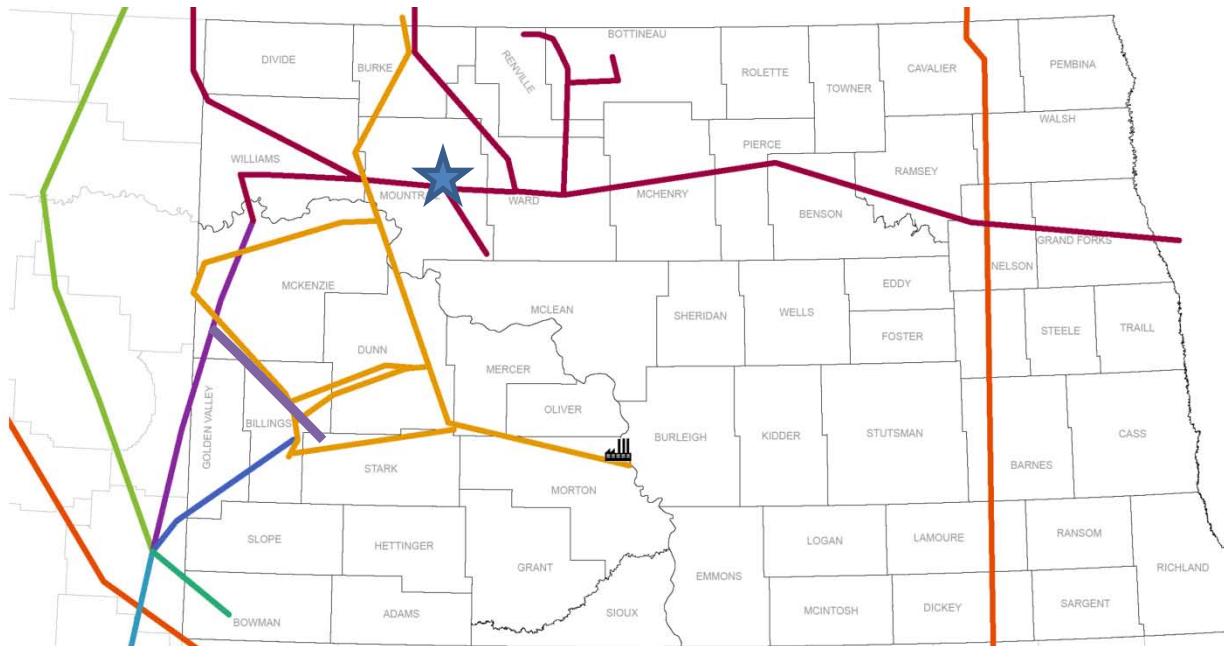 BOTTINEAU
DIVIDE
BURKE
RENVILLE
ROLETTE
TOWNER
CAVALIER
PEMBINA
WALSH
PIERCE
WILLIAMS
RAMSEY
MOUNTR
WARD
MCHENRY
BENSON
GRAND FORKS
NELSON
MCKENZIE
EDDY
MCLEAN
SHERIDAN
WELLS
STEELE
TRAILL
FOSTER
DUNN
MERCER
OLIVER
GOLDEN VALLEY
BILLINGS
BURLEIGH
KIDDER
STUTSMAN
CASS
BARNES
STARK
MORTON
SLOPE
HETTINGER
LOGAN
LAMOURE
RANSOM
GRANT
RICHLAND
EMMONS
SIOUX
MCINTOSH
DICKEY
SARGENT
BOWMAN
ADAMS